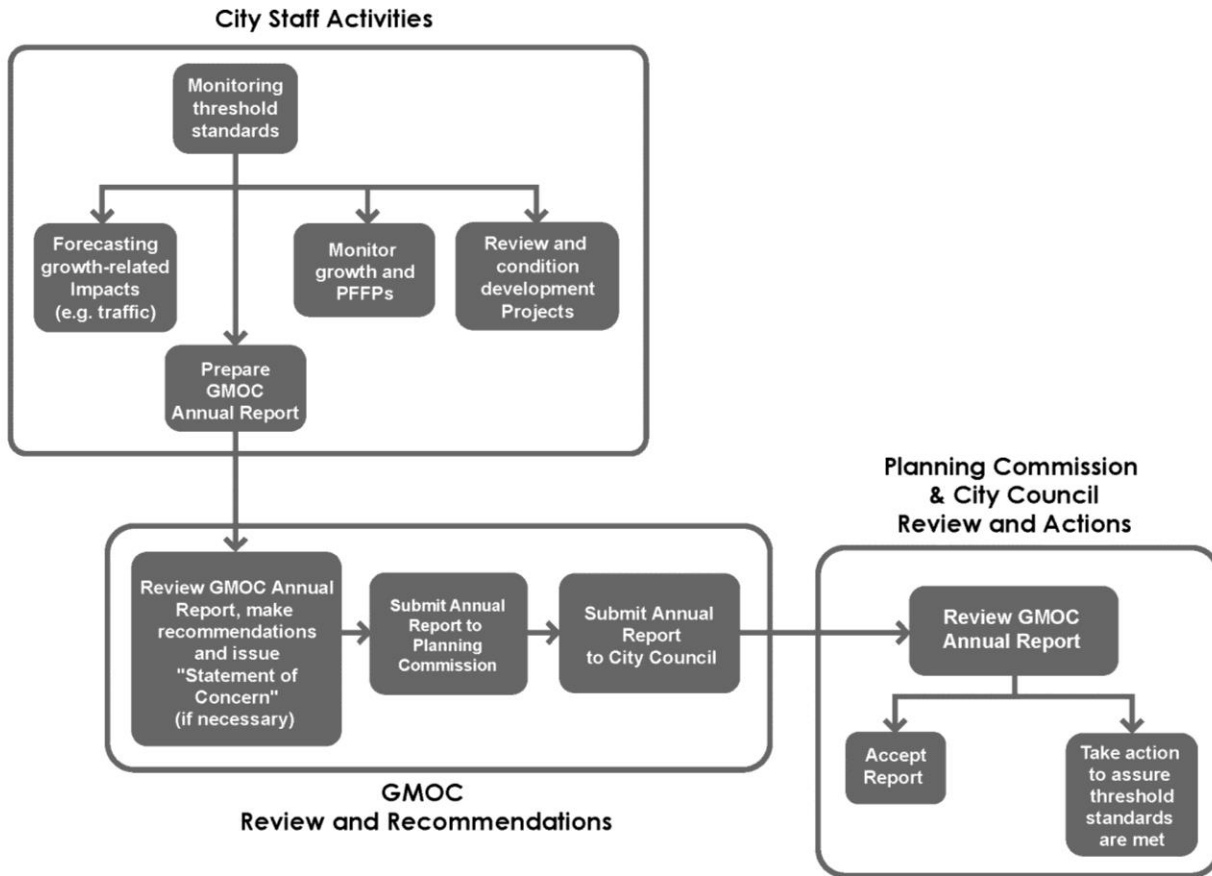 City Staff Activities
Monitoring
threshold
standards
Forecasting
growth-related
Impacts
(e.g. traffic)
Monitor
growth and
PFFPs
Review and
condition
development
Projects
Prepare
GMOC
Annual Report
Review GMOC Annual
Report, make
recommendations
and issue
"Statement of
Concern"
(if necessary)
Submit Annual
Report to
Planning
Commission
Submit Annual
Report
to City Council
GMOC
Review and Recommendations
Planning Commission
& City Council
Review and Actions
Review GMOC
Annual Report
Accept
Report
Take action
to assure
threshold
standards
are met